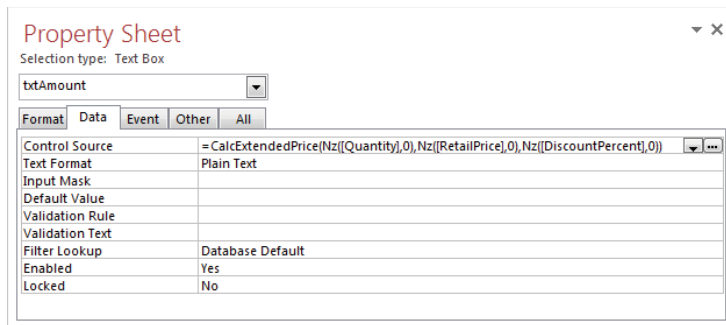 Property Sheet
Selection type: Text Box
txtAmount
Format Data Event Other All
Control Source =CalcExtendedPrice(Nz([Quantity],0),Nz([RetailPrice],0),Nz([DiscountPercent],0))
Text Format Plain Text
Input Mask
Default Value
Validation Rule
Validation Text
Filter Lookup Database Default
Enabled Yes
Locked No